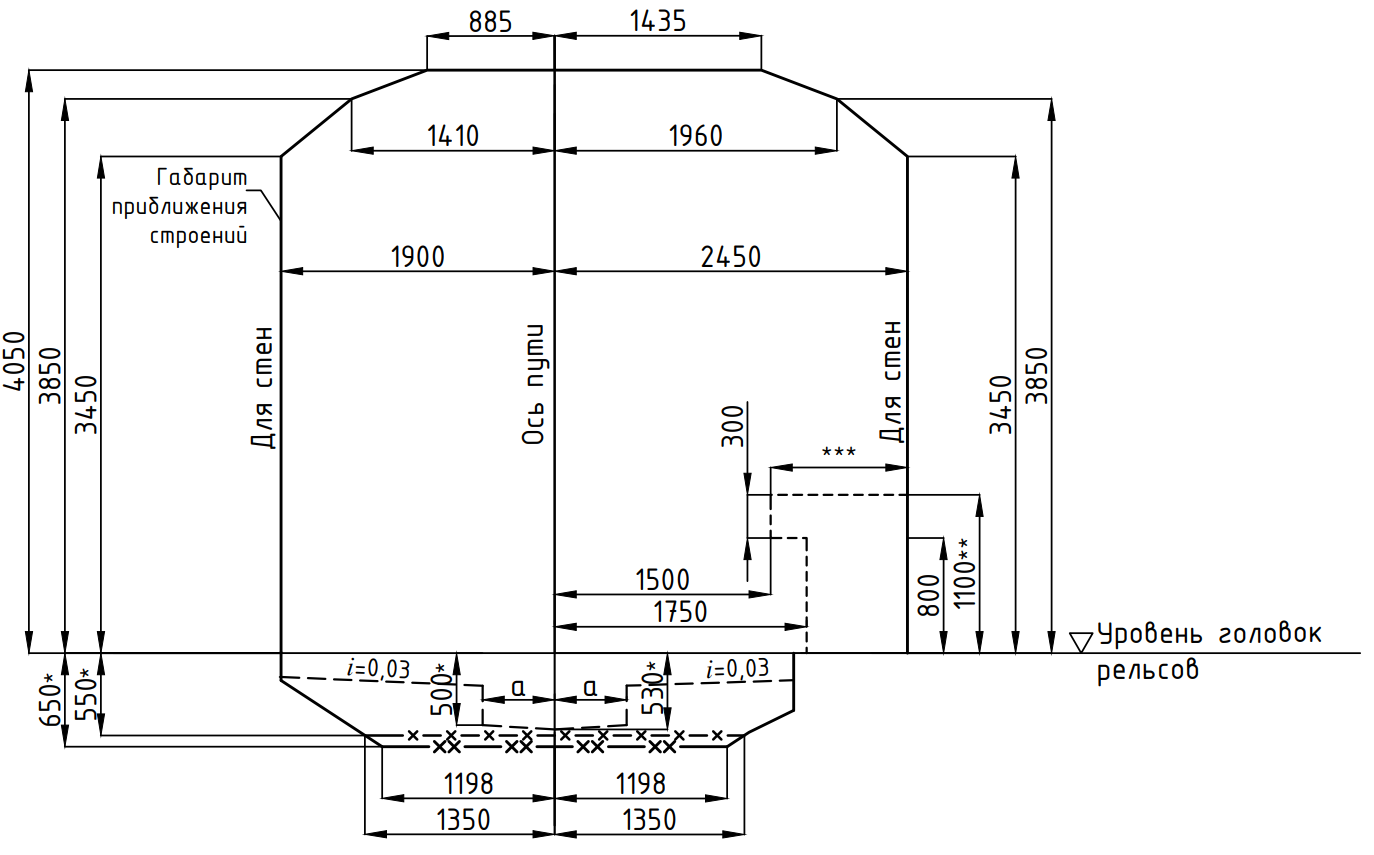 885
1435
1410
1960
Габарит
приближения
строений
1900
2450
4050
3850
3450
Для стен
Ось пути
Для стен
3450
3850
300
***
1500
1750
800
1100**
Уровень головок
рельсов
650*
550*
i=0,03
500*
a
a
530*
i=0,03
1198
1198
1350
1350